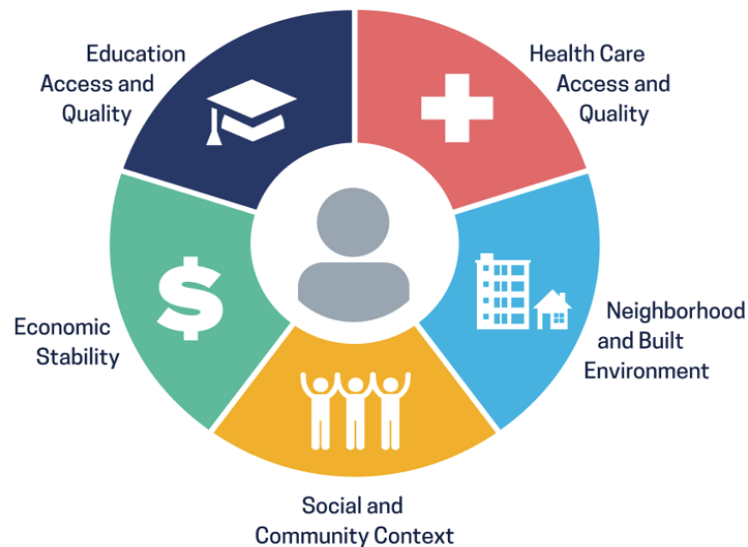 Education
Access and
Quality
Health Care
Access and
Quality
Economic
Stability
Neighborhood
and Built
Environment
Social and
Community Context